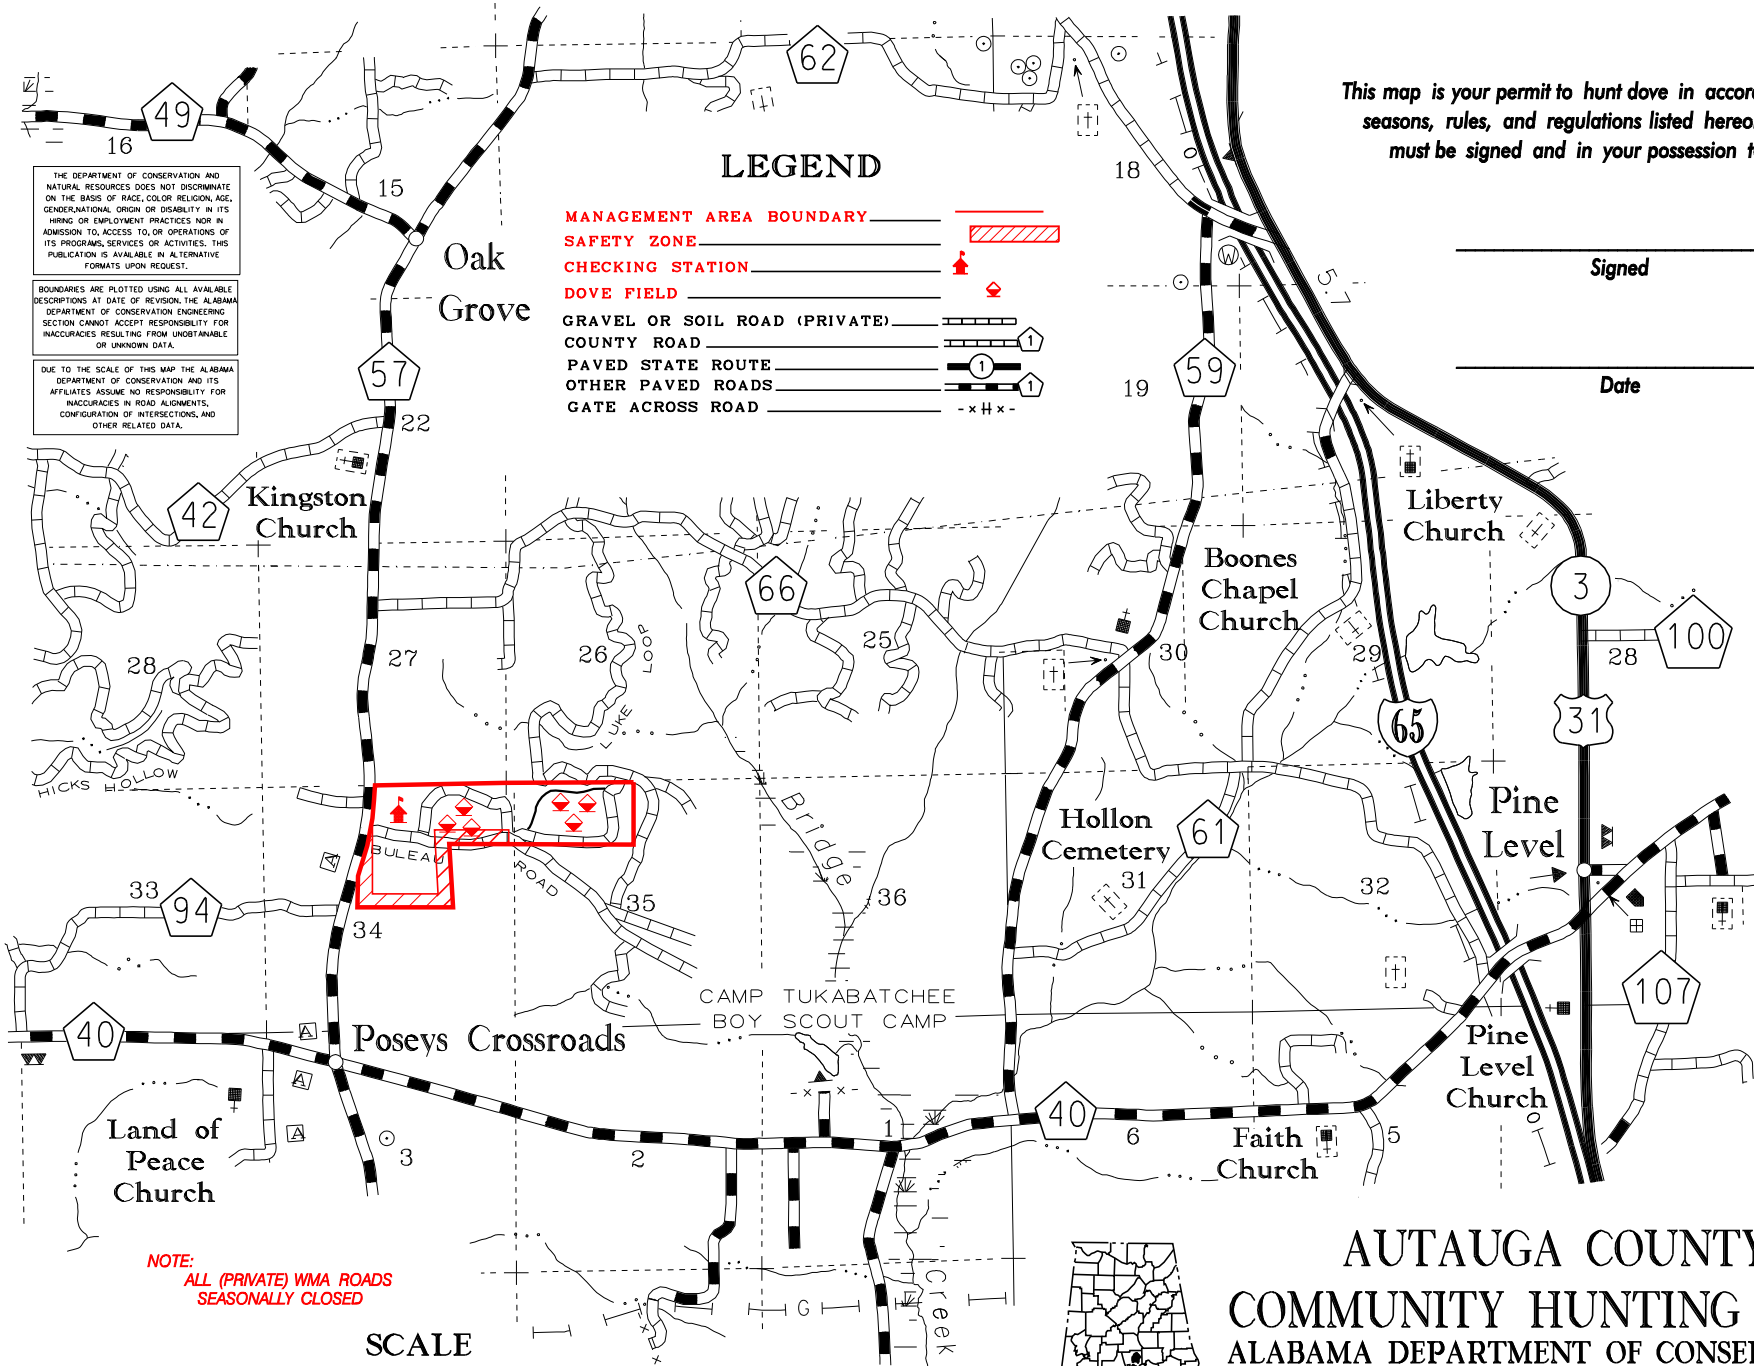 62
49
16
15
18
This map is your permit to hunt dove in
seasons, rules, and regulations listed
must be signed and in your possession
THE DEPARTMENT OF CONSERVATION AND
NATURAL RESOURCES DOES NOT DISCRIMINATE
ON THE BASIS OF RACE, COLOR RELIGION, AGE,
GENDER,NATIONAL ORIGIN OR DISABILITY IN ITS
HIRING OR EMPLOYMENT PRACTICES NOR IN
ADMISSION TO, ACCESS TO, OR OPERATIONS OF
ITS PROGRAMS, SERVICES OR ACTIVITIES. THIS
PUBLICATION IS AVAILABLE IN ALTERNATIVE
FORMATS UPON REQUEST.
BOUNDARIES ARE PLOTTED USING ALL AVAILABLE
DESCRIPTIONS AT DATE OF REVISION. THE ALABAMA
DEPARTMENT OF CONSERVATION ENGINEERING
SECTION CANNOT ACCEPT RESPONSIBILITY FOR
INACCURACIES RESULTING FROM UNOBTAINABLE
OR UNKNOWN DATA.
DUE TO THE SCALE OF THIS MAP THE ALABAMA
DEPARTMENT OF CONSERVATION AND ITS
AFFILIATES ASSUME NO RESPONSIBILITY FOR
INACCURACIES IN ROAD ALIGNMENTS,
CONFIGURATION OF INTERSECTIONS, AND
OTHER RELATED DATA.
LEGEND
MANAGEMENT AREA BOUNDARY
SAFETY ZONE
CHECKING STATION
DOVE FIELD
GRAVEL OR SOIL ROAD (PRIVATE)
COUNTY ROAD 1
PAVED STATE ROUTE 1
OTHER PAVED ROADS 1
GATE ACROSS ROAD
Oak
Grove
0
W
5.7
Signed
Date
57
22
59
19
42
Kingston
Church
66
Boones
Chapel
Church
Liberty
Church
3
100
28
31
65
28
27
26
25
30
29
LUKE LOOP
HICKS HOLLOW
BULEAU ROAD
Bridge
Creek
Hollon
Cemetery
61
Pine
Level
A
33
94
34
35
36
31
32
CAMP TUKABATCHEE
BOY SCOUT CAMP
107
40
A
Poseys Crossroads
A
Pine
Level
Church
0
Land of
Peace
Church
A
3
2
1
40
6
Faith
Church
5
G
NOTE:
ALL (PRIVATE) WMA ROADS
SEASONALLY CLOSED
SCALE
AUTAUGA COUNTY
COMMUNITY HUNTING
ALABAMA DEPARTMENT OF